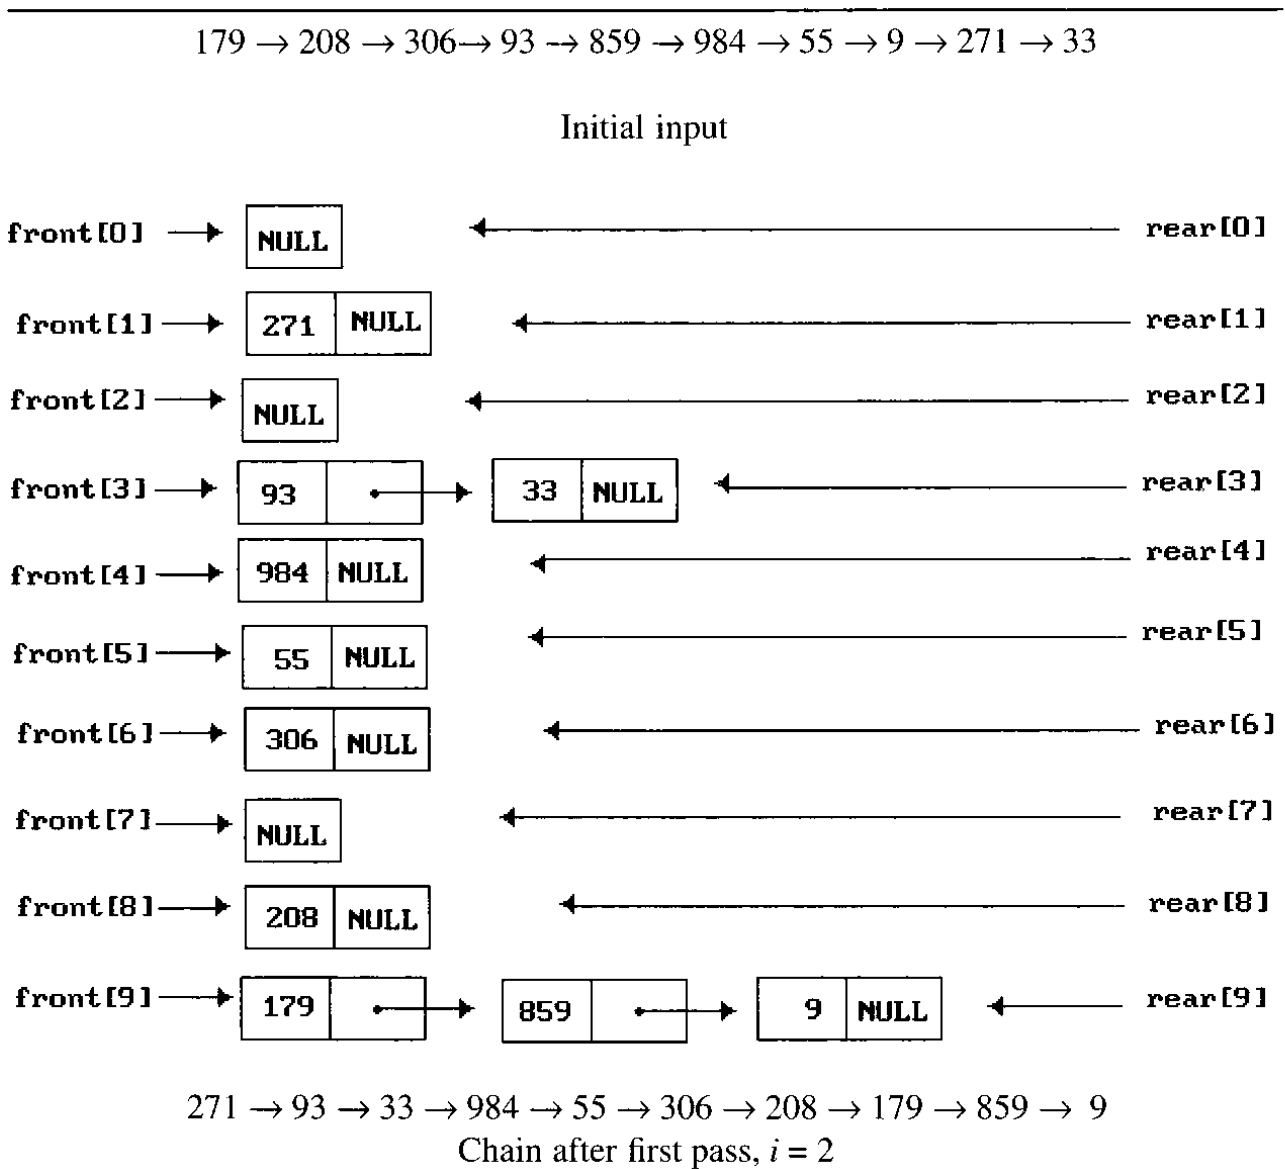 179 → 208 → 306 → 93 → 859 → 984 → 55 → 9 → 271 → 33
Initial input
front[0] NULL rear[0]
front[1] 271 NULL rear[1]
front[2] NULL rear[2]
front[3] 93 33 NULL rear[3]
front[4] 984 NULL rear[4]
front[5] 55 NULL rear[5]
front[6] 306 NULL rear[6]
front[7] NULL rear[7]
front[8] 208 NULL rear[8]
front[9] 179 859 9 NULL rear[9]
271 → 93 → 33 → 984 → 55 → 306 → 208 → 179 → 859 → 9
Chain after first pass, i = 2